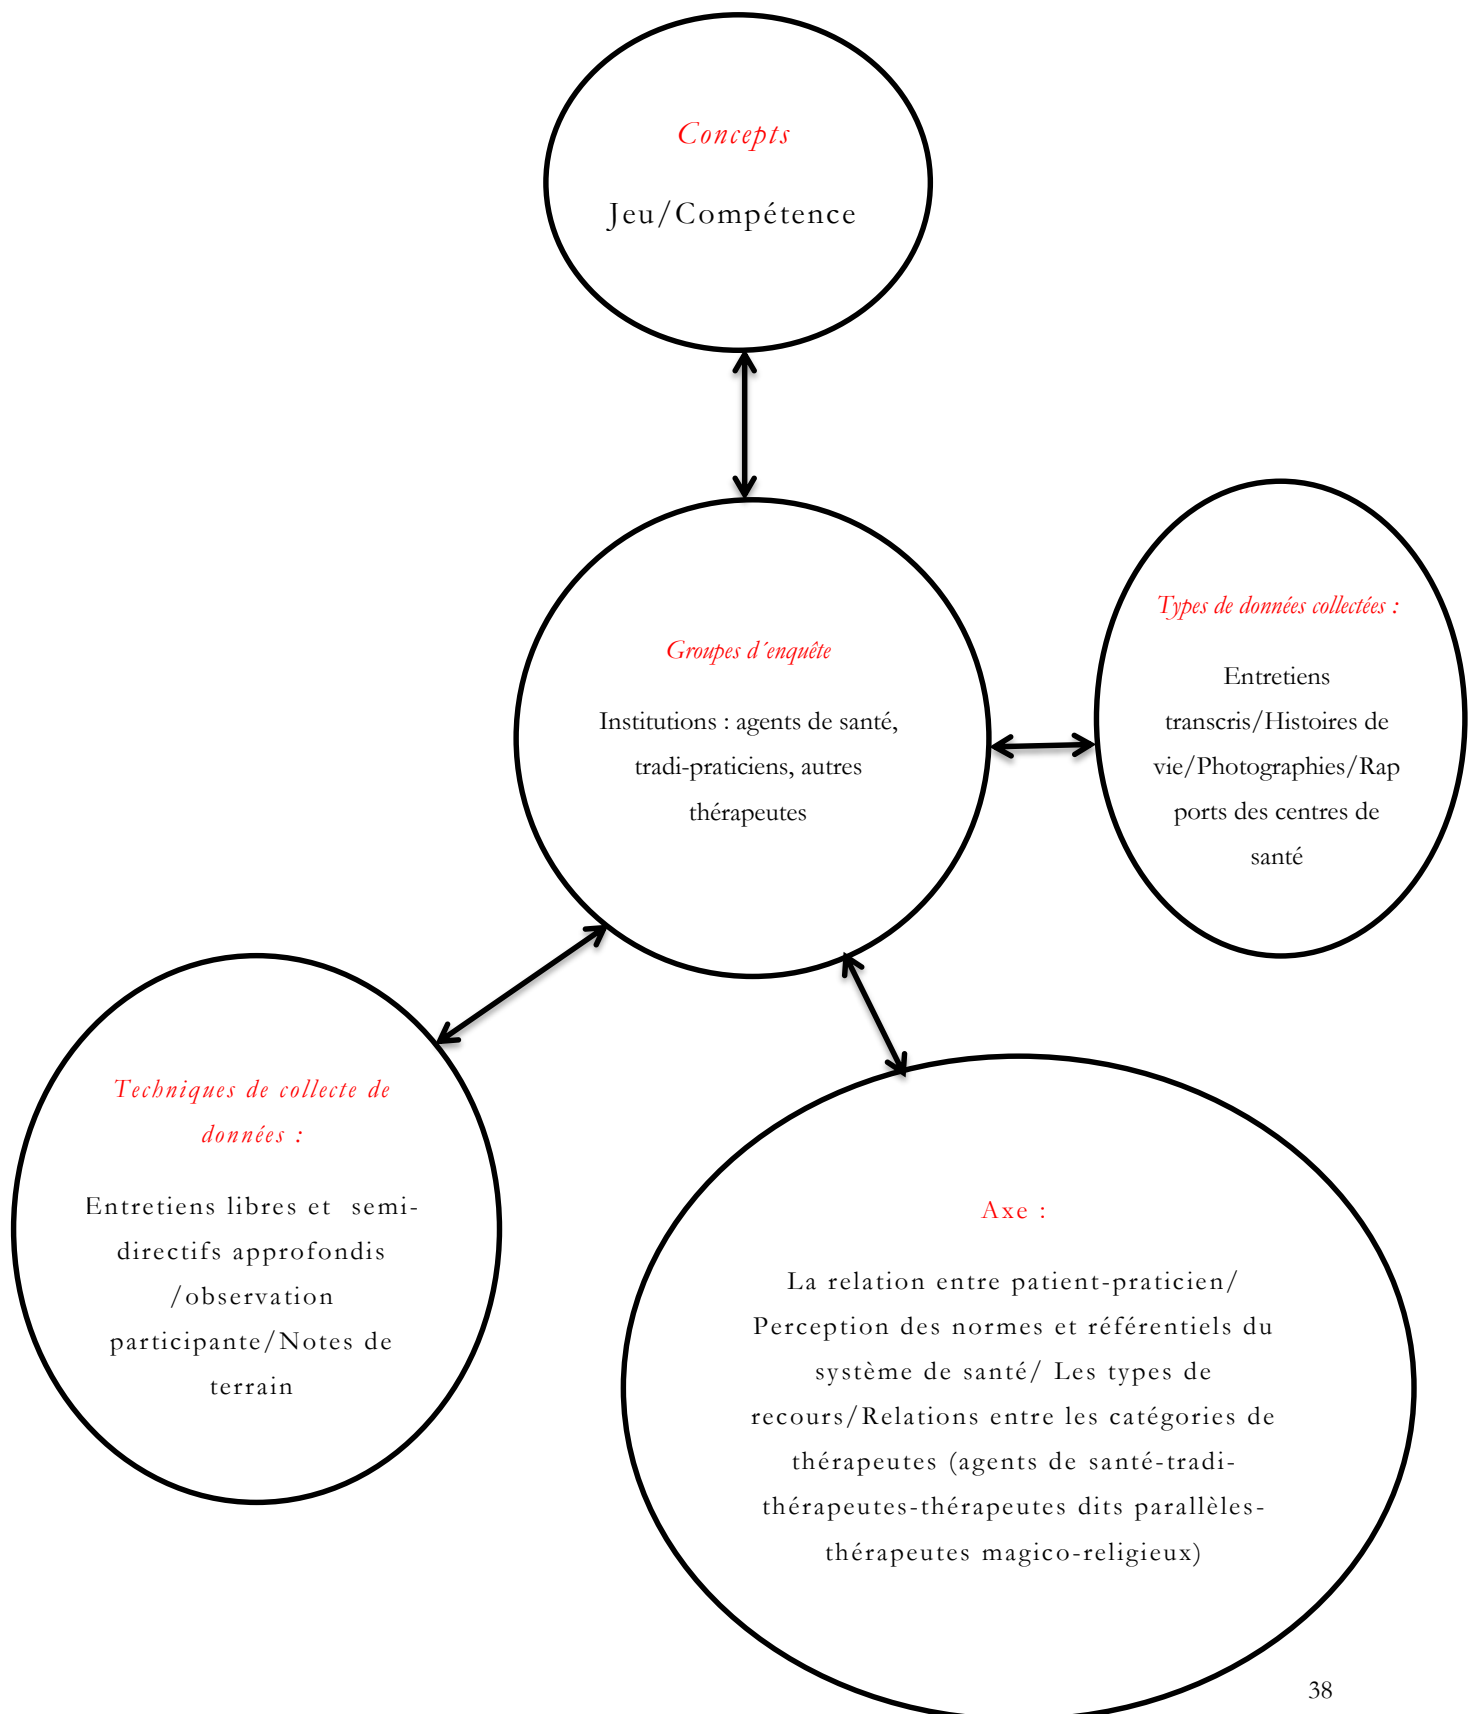 Concepts
Jeu/Compétence
Groupes d´enquête
Institutions : agents de santé,
tradi-praticiens, autres
thérapeutes
Types de données collectées :
Entretiens
transcris/Histoires de
vie/Photographies/Rap
ports des centres de
santé
Techniques de collecte de
données :
Entretiens libres et  semi-
directifs approfondis
/observation
participante/Notes de
terrain
Axe :
La relation entre patient-praticien/
Perception des normes et référentiels du
système de santé/ Les types de
recours/Relations entre les catégories de
thérapeutes (agents de santé-tradi-
thérapeutes-thérapeutes dits parallèles-
thérapeutes magico-religieux)
38